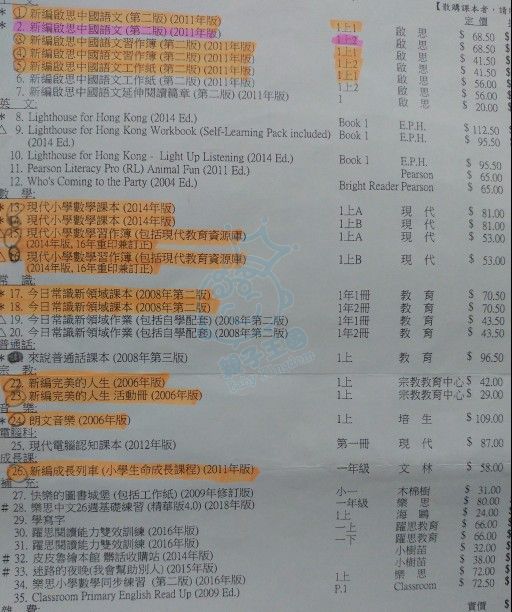 【散購課本者，請
定價
* 1. 新編啟思中國語文 (第二版) (2011年版) 1上1 啟思 $ 68.50
* 2. 新編啟思中國語文 (第二版) (2011年版) 1上2 啟思 $ 68.50
3. 新編啟思中國語文習作簿 (第二版) (2011年版) 1上1 啟思 $ 41.50
4. 新編啟思中國語文習作簿 (第二版) (2011年版) 1上2 啟思 $ 41.50
5. 新編啟思中國語文工作紙 (第二版) (2011年版) 1上1 啟思 $ 56.00
6. 新編啟思中國語文工作紙 (第二版) (2011年版) 1上2 啟思 $ 56.00
7. 新編啟思中國語文延伸閱讀篇章 (第二版) (2011年版) 1 啟思 $ 20.00
英 文:
* 8. Lighthouse for Hong Kong (2014 Ed.) Book 1 E.P.H. $ 112.50
△ 9. Lighthouse for Hong Kong Workbook (Self-Learning Pack included) Book 1 E.P.H. $ 95.50
(2014 Ed.)
10. Lighthouse for Hong Kong - Light Up Listening (2014 Ed.) Book 1 E.P.H. $ 95.50
11. Pearson Literacy Pro (RL) Animal Fun (2011 Ed.) Pearson $ 65.00
12. Who's Coming to the Party (2004 Ed.) Bright Reader Pearson $ 65.00
數 學:
* 13. 現代小學數學課本 (2014年版) 1上A 現代 $ 81.00
* 現代小學數學課本 (2014年版) 1上B 現代 $ 81.00
△ 15. 現代小學數學習作簿 (包括現代教育資源庫) 1上A 現代 $ 53.00
(2014年版, 16年重印兼訂正)
現代小學數學習作簿 (包括現代教育資源庫) 1上B 現代 $ 53.00
(2014年版, 16年重印兼訂正)
常 識:
* 17. 今日常識新領域課本 (2008年第二版) 1年1冊 教育 $ 70.50
* 18. 今日常識新領域課本 (2008年第二版) 1年2冊 教育 $ 70.50
△ 19. 今日常識新領域作業 (包括自學配套) (2008年第二版) 1年1冊 教育 $ 43.50
△ 20. 今日常識新領域作業 (包括自學配套) (2008年第二版) 1年2冊 教育 $ 43.50
普通話:
* 來說普通話課本 (2008年第三版) 1上 教育 $ 96.50
宗 教:
22. 新編完美的人生 (2006年版) 1上 宗教教育中心 $ 42.00
23. 新編完美的人生 活動冊 (2006年版) 1上 宗教教育中心 $ 29.00
音 樂:
* 24. 朗文音樂 (2006年版) 1上 培生 $ 109.00
電腦科:
25. 現代電腦認知課本 (2012年版) 第一冊 現代 $ 87.00
成長課:
26. 新編成長列車 (小學生命成長課程) (2011年版) 一年級 文林 $ 58.00
補 充:
27. 快樂的圖書城堡 (包括工作紙) (2009年修訂版) 小一 木棉樹 $ 31.00
# 28. 樂思中文26週基礎練習 (精華版4.0) (2018年版) 一年級 樂思 $ 80.00
29. 學寫字 1上 海鷗 $ 24.00
30. 躍思閱讀能力雙效訓練 (2016年版) 一上 躍思教育 $ 66.00
31. 躍思閱讀能力雙效訓練 (2016年版) 一下 躍思教育 $ 66.00
# 32. 皮皮魯繪本館 髒話收購站 (2014年版) 小樹苗 $ 32.00
# 33. 迷路的夜晚(我會幫助別人) (2015年版) 小樹苗 $ 38.00
34. 樂思小學數學同步練習 (第二版) (2016年版) 1上 樂思 $ 72.00
# 35. Classroom Primary English Read Up (2009 Ed.) P.1 Classroom $ 72.50
雜 費 實價
親子王國
Baby Kingdom